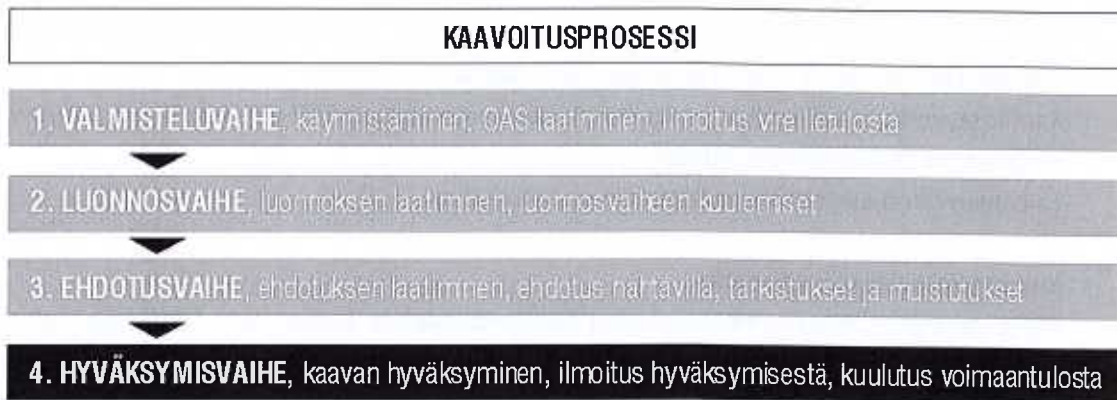 KAAVOITUSPROSESSI
1. VALMISTELUVAIHE, käynnistäminen, OAS laatiminen, ilmoitus vireilletulosta
2. LUONNOSVAIHE, luonnoksen laatiminen, luonnosvaiheen kuulemiset
3. EHDOTUSVAIHE, ehdotuksen laatiminen, ehdotus nähtävillä, tarkistukset ja muistutukset
4. HYVÄKSYMISVAIHE, kaavan hyväksyminen, ilmoitus hyväksymisestä, kuulutus voimaantulosta